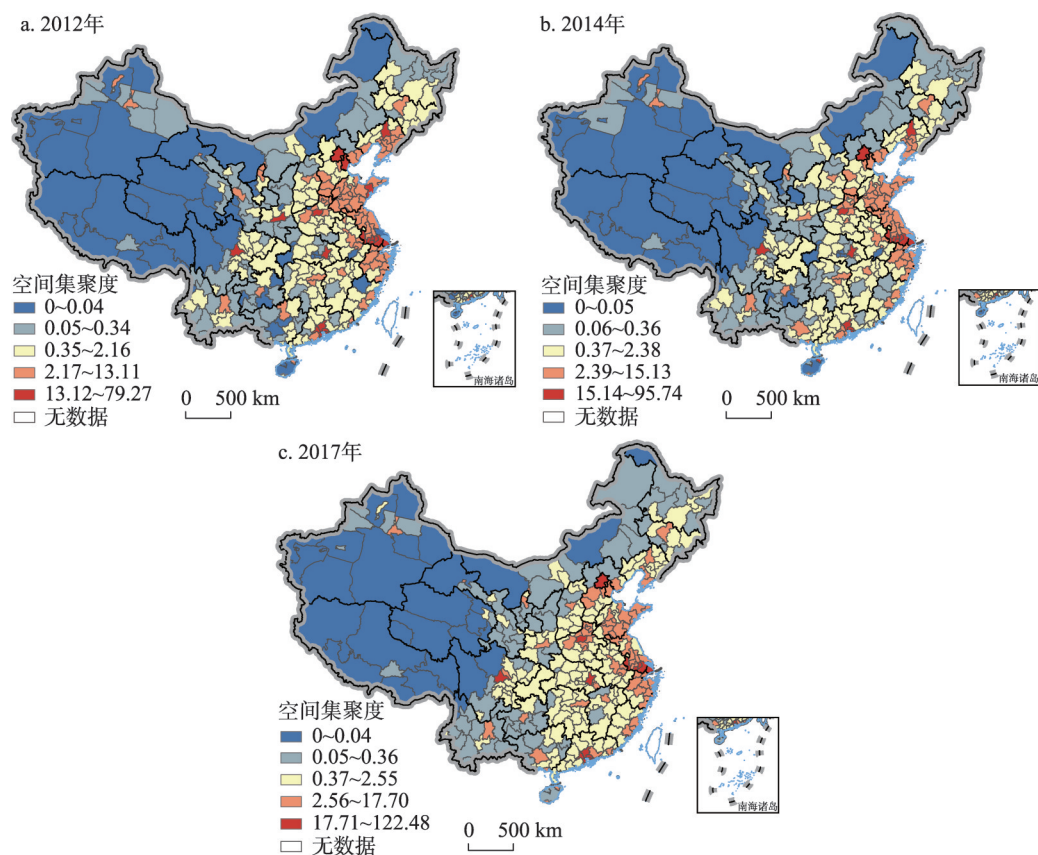 a. 2012年
空间集聚度
0~0.04
0.05~0.34
0.35~2.16
2.17~13.11
13.12~79.27
无数据
0 500 km
南海诸岛
b. 2014年
空间集聚度
0~0.05
0.06~0.36
0.37~2.38
2.39~15.13
15.14~95.74
无数据
0 500 km
南海诸岛
c. 2017年
空间集聚度
0~0.04
0.05~0.36
0.37~2.55
2.56~17.70
17.71~122.48
无数据
0 500 km
南海诸岛